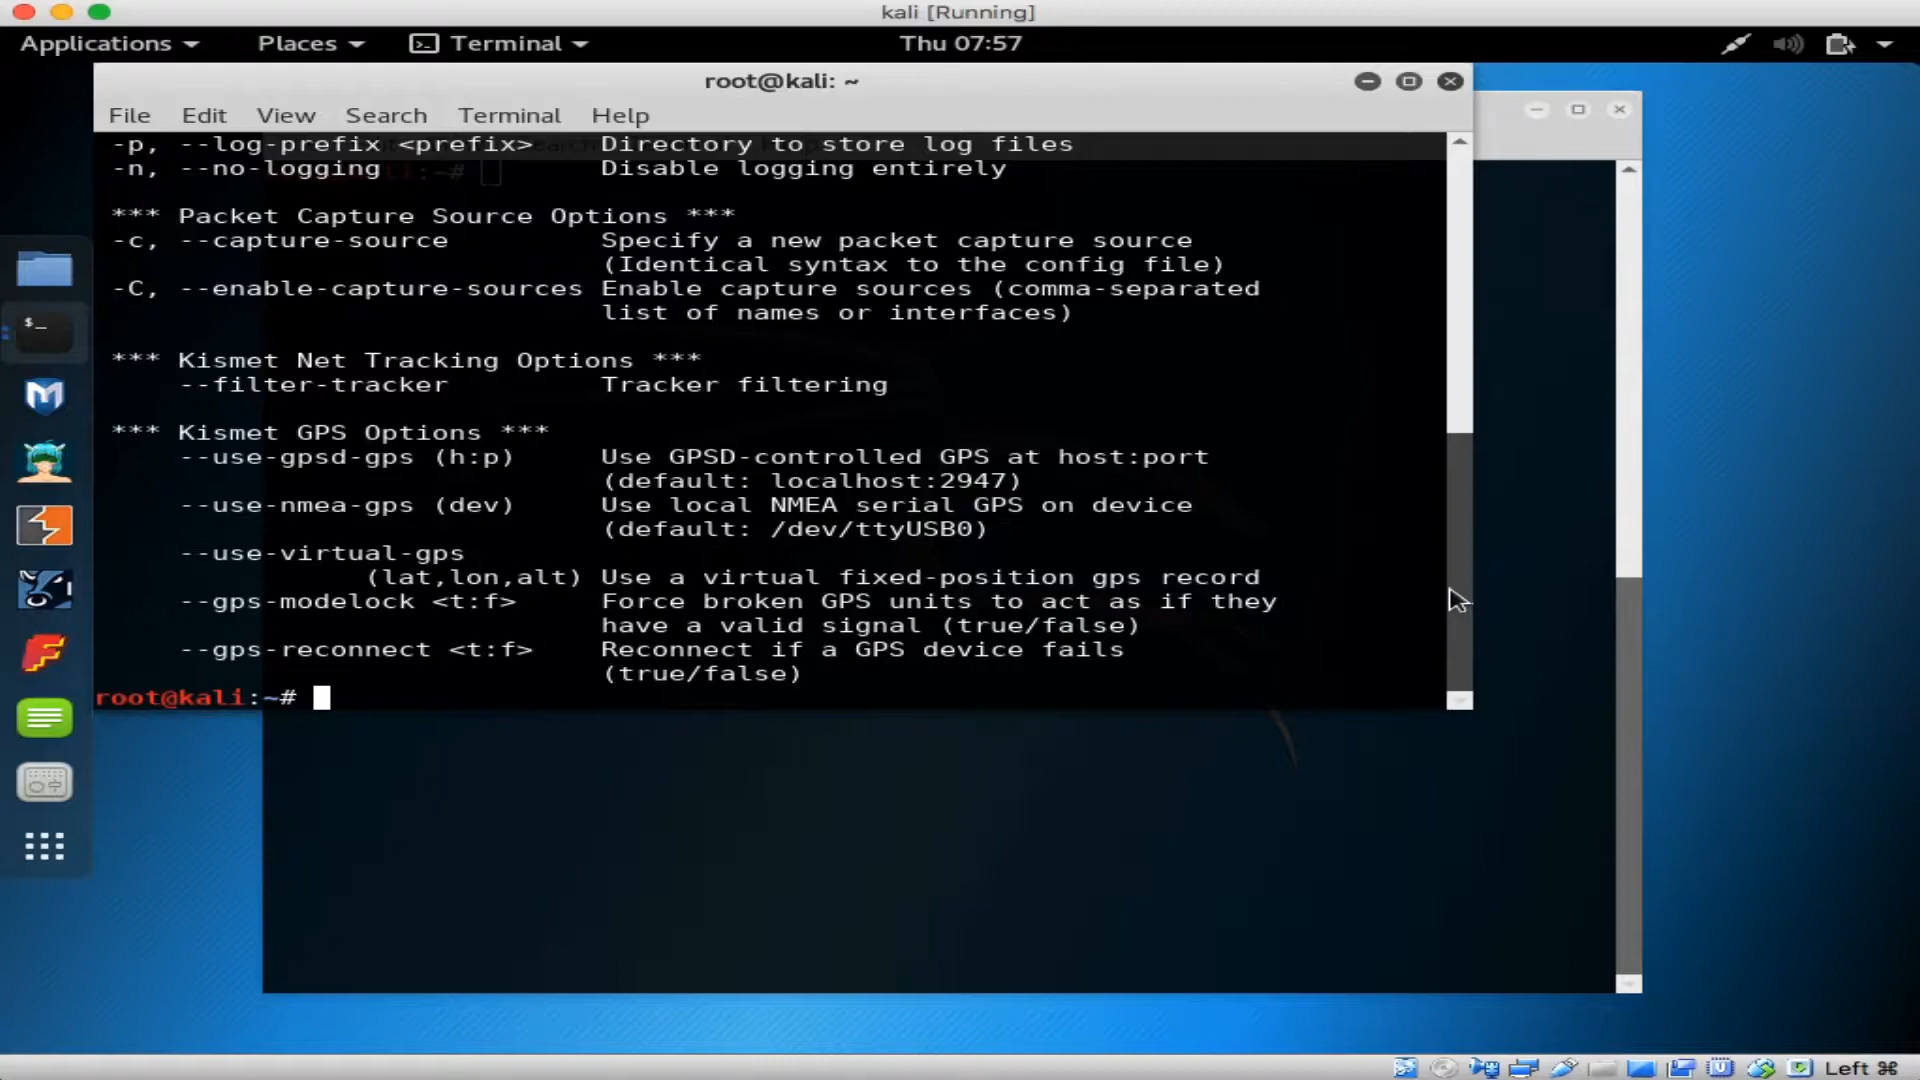 kali [Running]
Applications Places Terminal Thu 07:57
root@kali: ~
File Edit View Search Terminal Help
-p, --log-prefix <prefix> Directory to store log files
-n, --no-logging Disable logging entirely
*** Packet Capture Source Options ***
-c, --capture-source Specify a new packet capture source
(Identical syntax to the config file)
-C, --enable-capture-sources Enable capture sources (comma-separated
list of names or interfaces)
*** Kismet Net Tracking Options ***
--filter-tracker Tracker filtering
*** Kismet GPS Options ***
--use-gpsd-gps (h:p) Use GPSD-controlled GPS at host:port
(default: localhost:2947)
--use-nmea-gps (dev) Use local NMEA serial GPS on device
(default: /dev/ttyUSB0)
--use-virtual-gps
(lat,lon,alt) Use a virtual fixed-position gps record
--gps-modelock <t:f> Force broken GPS units to act as if they
have a valid signal (true/false)
--gps-reconnect <t:f> Reconnect if a GPS device fails
(true/false)
root@kali:~#
Left ⌘